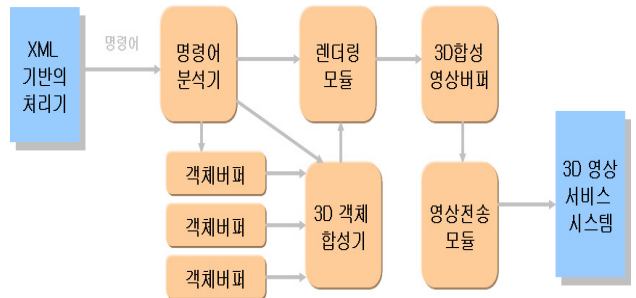 XML
기반의
처리기
명령어
명령어
분석기
렌더링
모듈
3D합성
영상버퍼
객체버퍼
객체버퍼
객체버퍼
3D 객체
합성기
영상전송
모듈
3D 영상
서비스
시스템